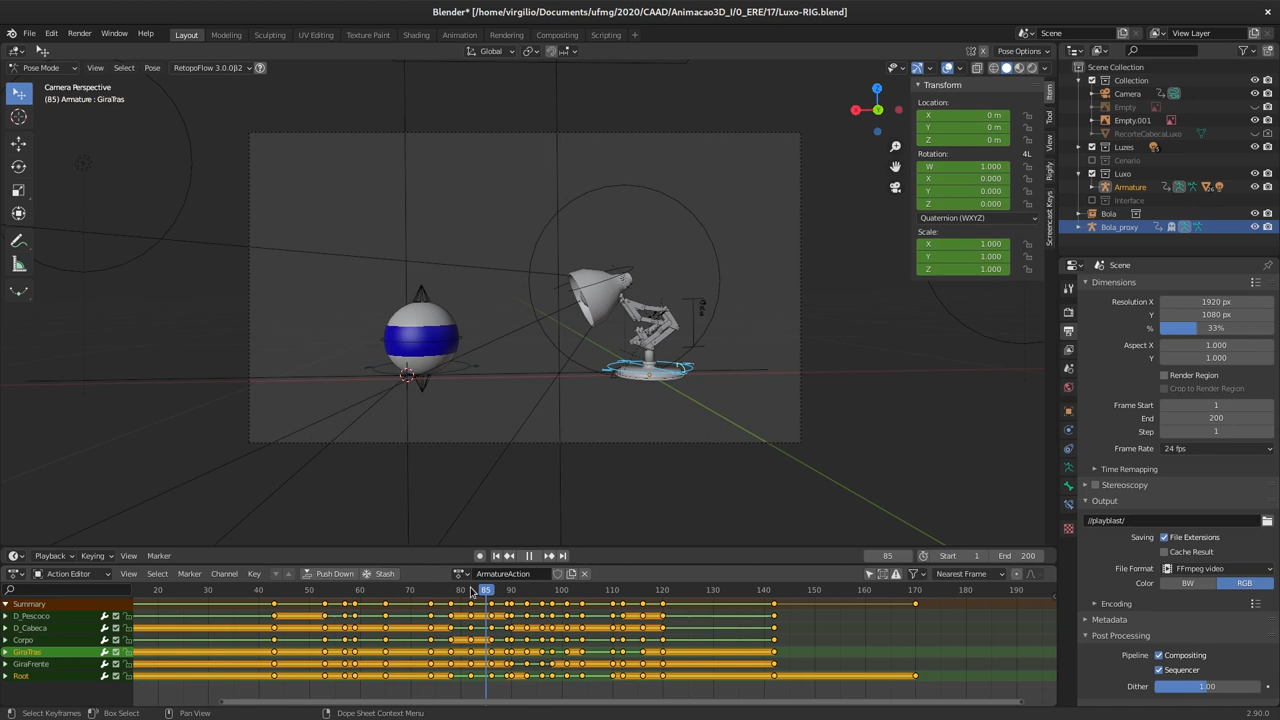 Blender* [/home/virgilio/Documents/ufmg/2020/CAAD/Animacao3D_I/0_ERE/17/Luxo-RIG.blend]
File Edit Render Window Help Layout Modeling Sculpting UV Editing Texture Paint Shading Animation Rendering Compositing Scripting Scene View Layer
Global Pose Options
Pose Mode View Select Pose RetopoFlow 3.0.0β2
Camera Perspective
(85) Armature : GiraTras
X
Y
Z
Transform
Location:
X 0 m
Y 0 m
Z 0 m
Rotation: 4L
W 1.000
X 0.000
Y 0.000
Z 0.000
Quaternion (WXYZ)
Scale:
X 1.000
Y 1.000
Z 1.000
Item
Tool
View
Rigify
Screencast Keys
Scene Collection
Collection
Camera
Empty
Empty.001
RecorteCabecaLuxo
Luzes
Cenario
Luxo
Armature
Interface
Bola
Bola_proxy
Scene
Dimensions
Resolution X 1920 px
Y 1080 px
% 33%
Aspect X 1.000
Y 1.000
Render Region
Crop to Render Region
Frame Start 1
End 200
Step 1
Frame Rate 24 fps
Time Remapping
Stereoscopy
Output
//playblast/
Saving File Extensions
Cache Result
File Format FFmpeg video
Color BW RGB
Encoding
Metadata
Post Processing
Pipeline Compositing
Sequencer
Dither 1.00
Playback Keying View Marker 85 Start 1 End 200
Action Editor View Select Marker Channel Key Push Down Stash ArmatureAction Nearest Frame
20 30 40 50 60 70 80 85 90 100 110 120 130 140 150 160 170 180 190
Summary
D_Pescoco
D_Cabeca
Corpo
GiraTras
GiraFrente
Root
Select Keyframes Box Select Pan View Dope Sheet Context Menu 2.90.0